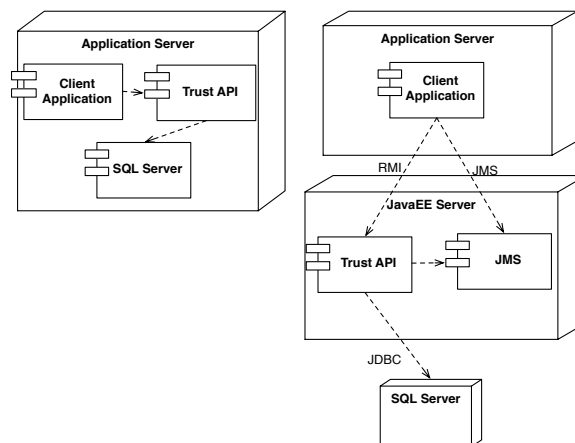 Application Server
Client
Application
Trust API
SQL Server
Application Server
Client
Application
RMI
JMS
JavaEE Server
Trust API
JMS
JDBC
SQL Server